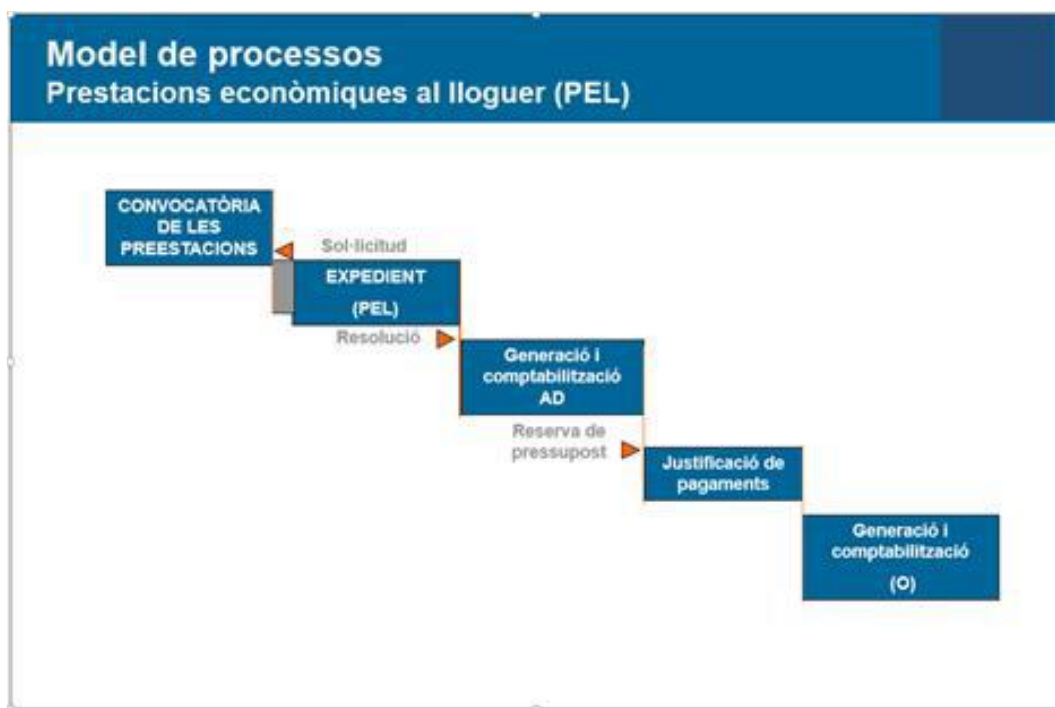 Model de processos
Prestacions econòmiques al lloguer (PEL)
CONVOCATÒRIA
DE LES
PREESTACIONS
Sol·licitud
EXPEDIENT
(PEL)
Resolució
Generació i
comptabilització
AD
Reserva de
pressupost
Justificació de
pagaments
Generació i
comptabilització
(O)